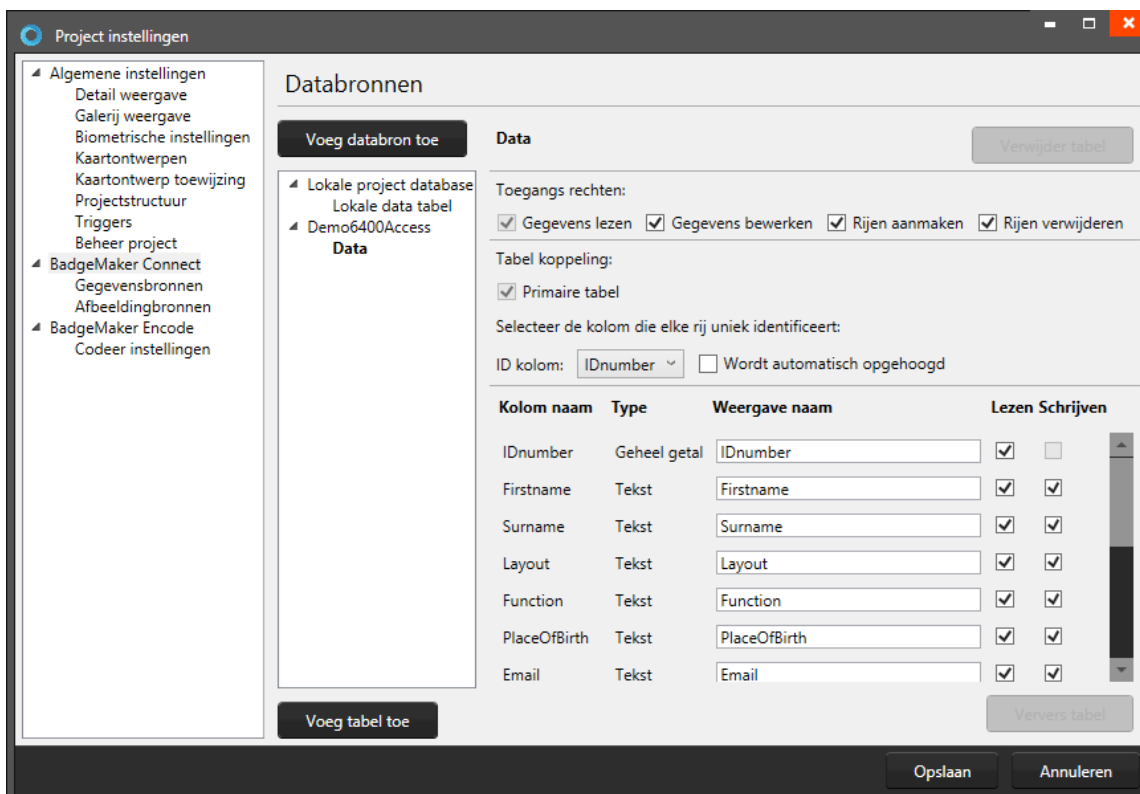 Project instellingen
Algemene instellingen
Detail weergave
Galerij weergave
Biometrische instellingen
Kaartontwerpen
Kaartontwerp toewijzing
Projectstructuur
Triggers
Beheer project
BadgeMaker Connect
Gegevensbronnen
Afbeeldingbronnen
BadgeMaker Encode
Codeer instellingen
Databronnen
Voeg databron toe
Lokale project database
Lokale data tabel
Demo6400Access
Data
Voeg tabel toe
Data
Verwijder tabel
Toegangs rechten:
Gegevens lezen Gegevens bewerken Rijen aanmaken Rijen verwijderen
Tabel koppeling:
Primaire tabel
Selecteer de kolom die elke rij uniek identificeert:
ID kolom: IDnumber Wordt automatisch opgehoogd
Kolom naam Type Weergave naam Lezen Schrijven
IDnumber Geheel getal IDnumber
Firstname Tekst Firstname
Surname Tekst Surname
Layout Tekst Layout
Function Tekst Function
PlaceOfBirth Tekst PlaceOfBirth
Email Tekst Email
Ververs tabel
Opslaan Annuleren